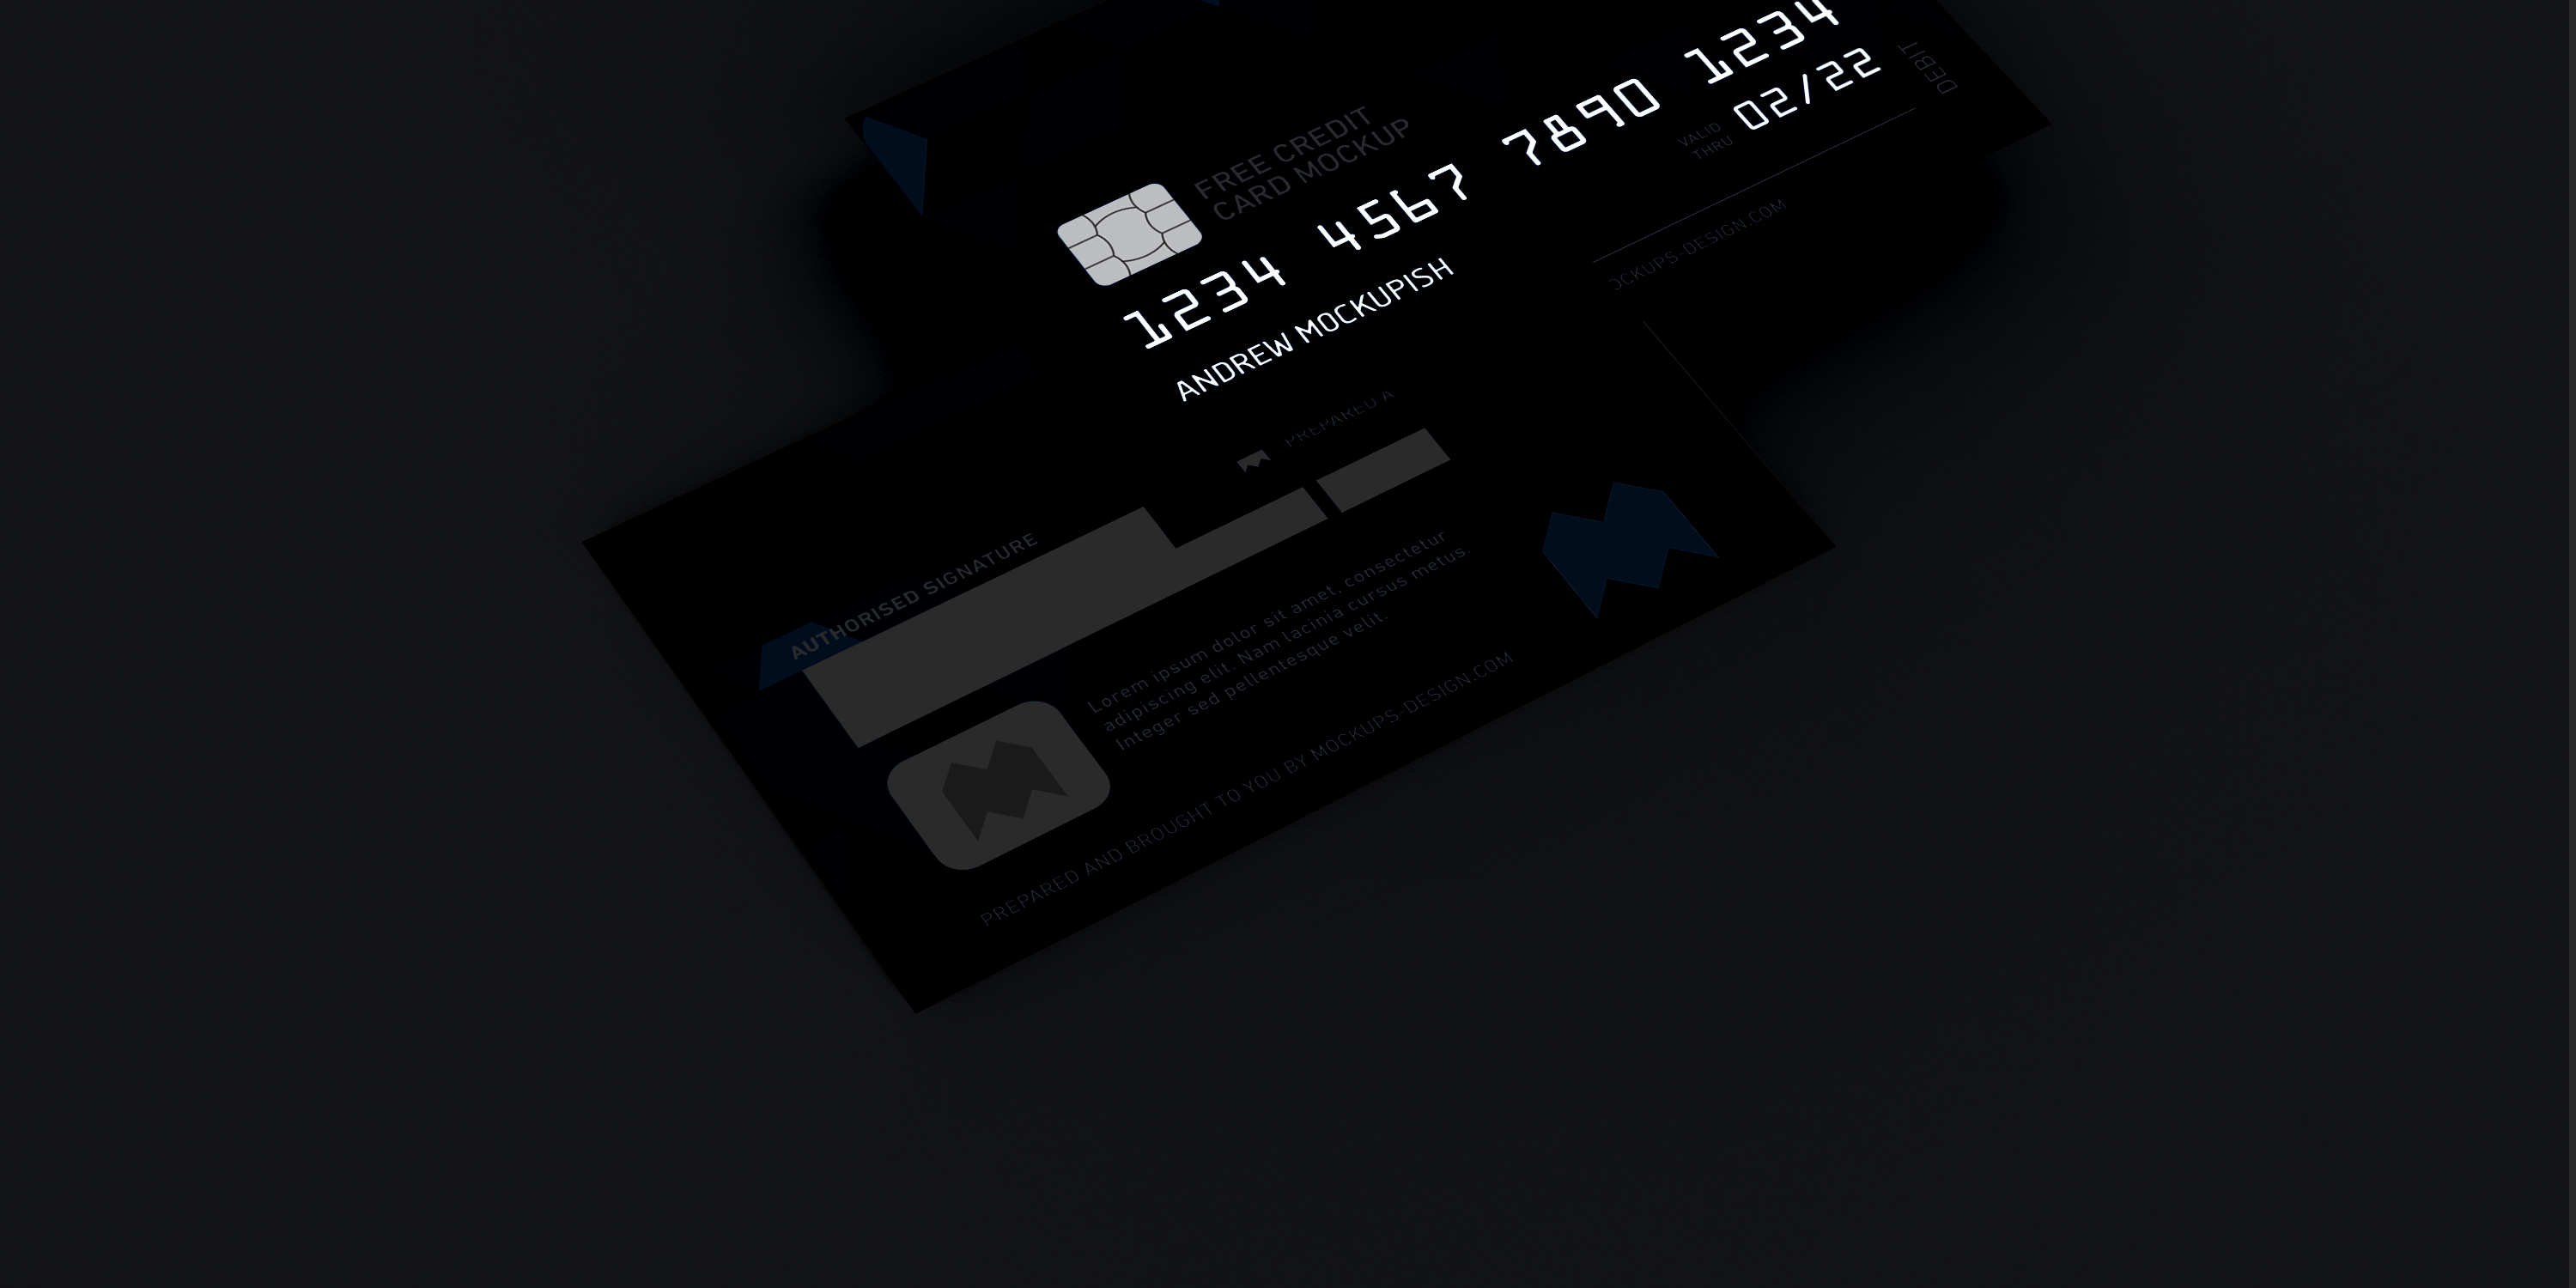 FREE CREDIT
CARD MOCKUP
1234 4567 7890 1234
VALID
THRU
02/22
DEBIT
ANDREW MOCKUPISH
OCKUPS-DESIGN.COM
PREPARED A
AUTHORISED SIGNATURE
Lorem ipsum dolor sit amet, consectetur
adipiscing elit. Nam lacinia cursus metus.
Integer sed pellentesque velit.
PREPARED AND BROUGHT TO YOU BY MOCKUPS-DESIGN.COM